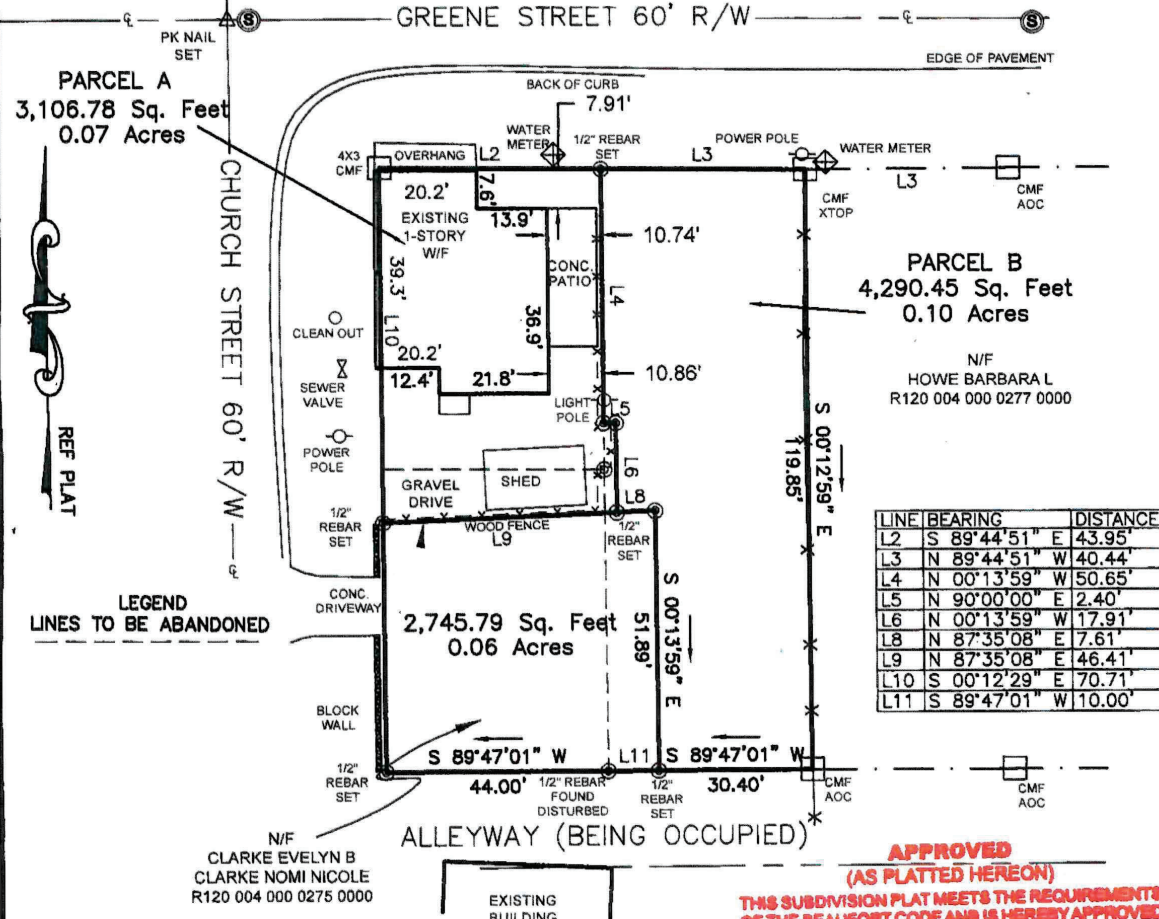 GREENE STREET 60' R/W
℄
℄
S
S
PK NAIL
SET
EDGE OF PAVEMENT
PARCEL A
3,106.78 Sq. Feet
0.07 Acres
BACK OF CURB
7.91'
WATER
METER
1/2" REBAR
SET
POWER POLE
WATER METER
4X3
CMF
OVERHANG
L2
L3
L3
CMF
XTOP
CMF
AOC
CHURCH STREET 60' R/W
℄
20.2'
7.6'
13.9'
EXISTING
1-STORY
W/F
10.74'
CONC.
PATIO
L4
39.3'
L10
36.9'
PARCEL B
4,290.45 Sq. Feet
0.10 Acres
CLEAN OUT
20.2'
12.4'
21.8'
10.86'
SEWER
VALVE
LIGHT
POLE
L5
N/F
HOWE BARBARA L
R120 004 000 0277 0000
REF PLAT
POWER
POLE
GRAVEL
DRIVE
SHED
L6
S 00°12'59" E
119.85'
1/2"
REBAR
SET
WOOD FENCE
L9
L8
1/2"
REBAR
SET
LINE BEARING DISTANCE
L2 S 89°44'51" E 43.95'
L3 N 89°44'51" W 40.44'
L4 N 00°13'59" W 50.65'
L5 N 90°00'00" E 2.40'
L6 N 00°13'59" W 17.91'
L8 N 87°35'08" E 7.61'
L9 N 87°35'08" E 46.41'
L10 S 00°12'29" E 70.71'
L11 S 89°47'01" W 10.00'
LEGEND
LINES TO BE ABANDONED
CONC.
DRIVEWAY
2,745.79 Sq. Feet
0.06 Acres
S 00°13'59" E
51.89'
BLOCK
WALL
1/2"
REBAR
SET
S 89°47'01" W
44.00'
L11
S 89°47'01" W
30.40'
1/2" REBAR
FOUND
DISTURBED
1/2"
REBAR
SET
CMF
AOC
CMF
AOC
N/F
CLARKE EVELYN B
CLARKE NOMI NICOLE
R120 004 000 0275 0000
ALLEYWAY (BEING OCCUPIED)
EXISTING
BUILDING
APPROVED
(AS PLATTED HEREON)
THIS SUBDIVISION PLAT MEETS THE REQUIREMENTS
OF THE BEAUFORT CODE AND IS HEREBY APPROVED